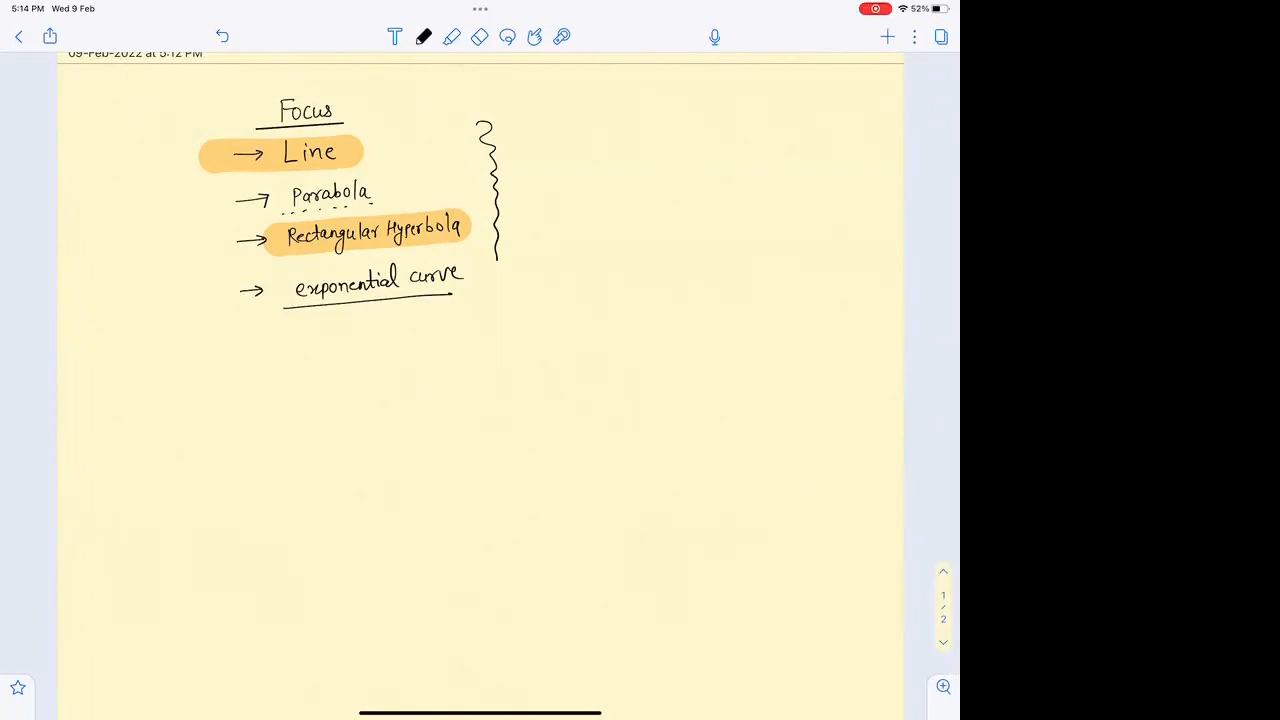 5:14 PM Wed 9 Feb
52%
09-Feb-2022 at 5:12 PM
Focus
→ Line
→ Parabola
→ Rectangular Hyperbola
→ exponential curve
1
/
2